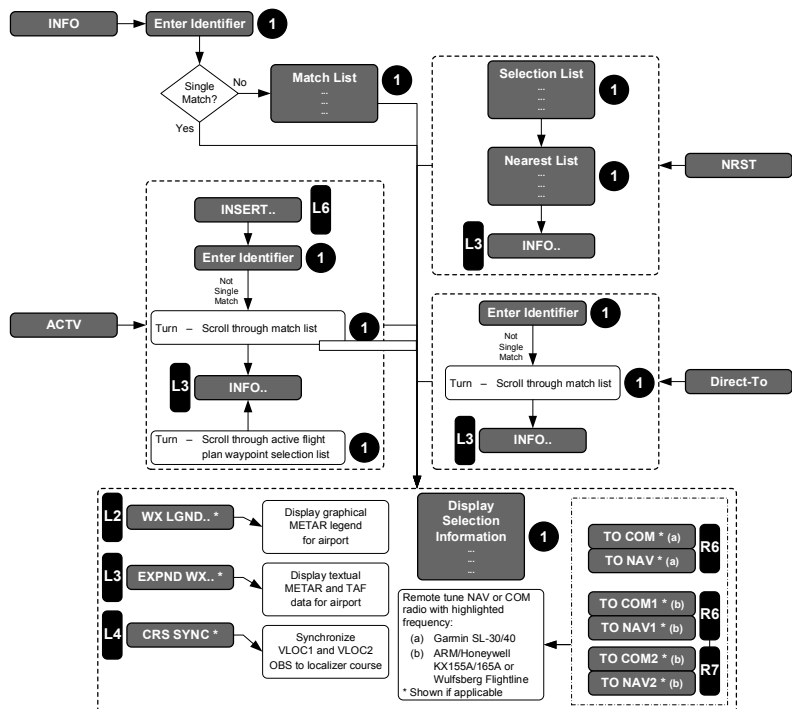 INFO
Enter Identifier
1
Single
Match?
No
Yes
Match List
...
...
...
1
Selection List
...
...
...
1
Nearest List
...
...
...
1
L3
INFO..
NRST
INSERT..
L6
Enter Identifier
1
Not
Single
Match
ACTV
Turn – Scroll through match list
1
L3
INFO..
Turn – Scroll through active flight
plan waypoint selection list
1
Enter Identifier
1
Not
Single
Match
Turn – Scroll through match list
1
Direct-To
L3
INFO..
L2
WX LGND.. *
Display graphical
METAR legend
for airport
L3
EXPND WX.. *
Display textual
METAR and TAF
data for airport
L4
CRS SYNC *
Synchronize
VLOC1 and VLOC2
OBS to localizer course
Display
Selection
Information
...
...
...
1
Remote tune NAV or COM
radio with highlighted
frequency:
(a) Garmin SL-30/40
(b) ARM/Honeywell
KX155A/165A or
Wulfsberg Flightline
* Shown if applicable
TO COM * (a)
TO NAV * (a)
R6
TO COM1 * (b)
TO NAV1 * (b)
R6
TO COM2 * (b)
TO NAV2 * (b)
R7